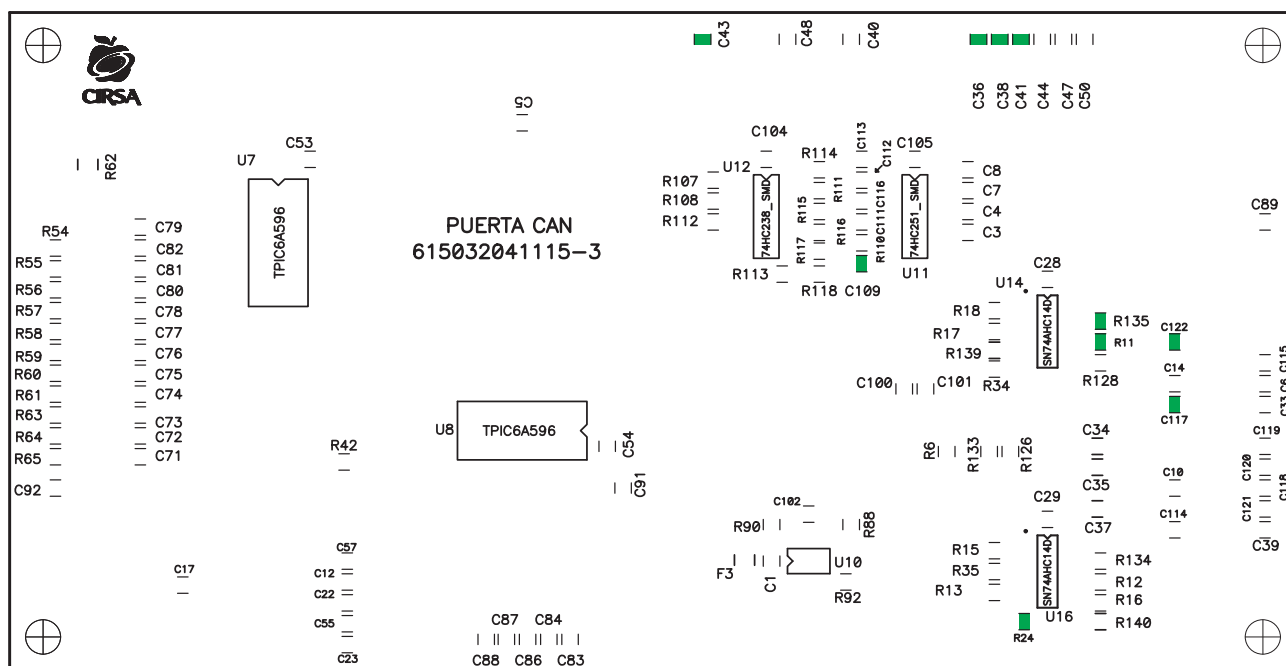 C43
C48
C40
C36
C38
C41
C44
C47
C50
CIRSA
C5
C53
U7
R62
TPIC6A596
C104
U12
R114
C113
C112
C105
R107
R108
R112
74HC238_SMD
R111
R115
R116
R117
C116
C111
R110
74HC251_SMD
C8
C7
C4
C3
C89
PUERTA CAN
615032041115-3
R113
R118
C109
U11
R54
R55
R56
R57
R58
R59
R60
R61
R63
R64
R65
C92
C79
C82
C81
C80
C78
C77
C76
C75
C74
C73
C72
C71
U14
C28
R18
R17
R139
R34
SN74AHC14D
R135
R11
R128
C122
C14
C117
C115
C6
C33
C100
C101
U8
TPIC6A596
C54
C91
R42
R6
R133
R126
C34
C35
C37
C10
C114
C119
C120
C118
C121
C39
C102
R90
R88
F3
C1
U10
R92
C29
R15
R35
R13
SN74AHC14D
U16
R24
R134
R12
R16
R140
C17
C57
C12
C22
C55
C23
C87
C84
C88
C86
C83